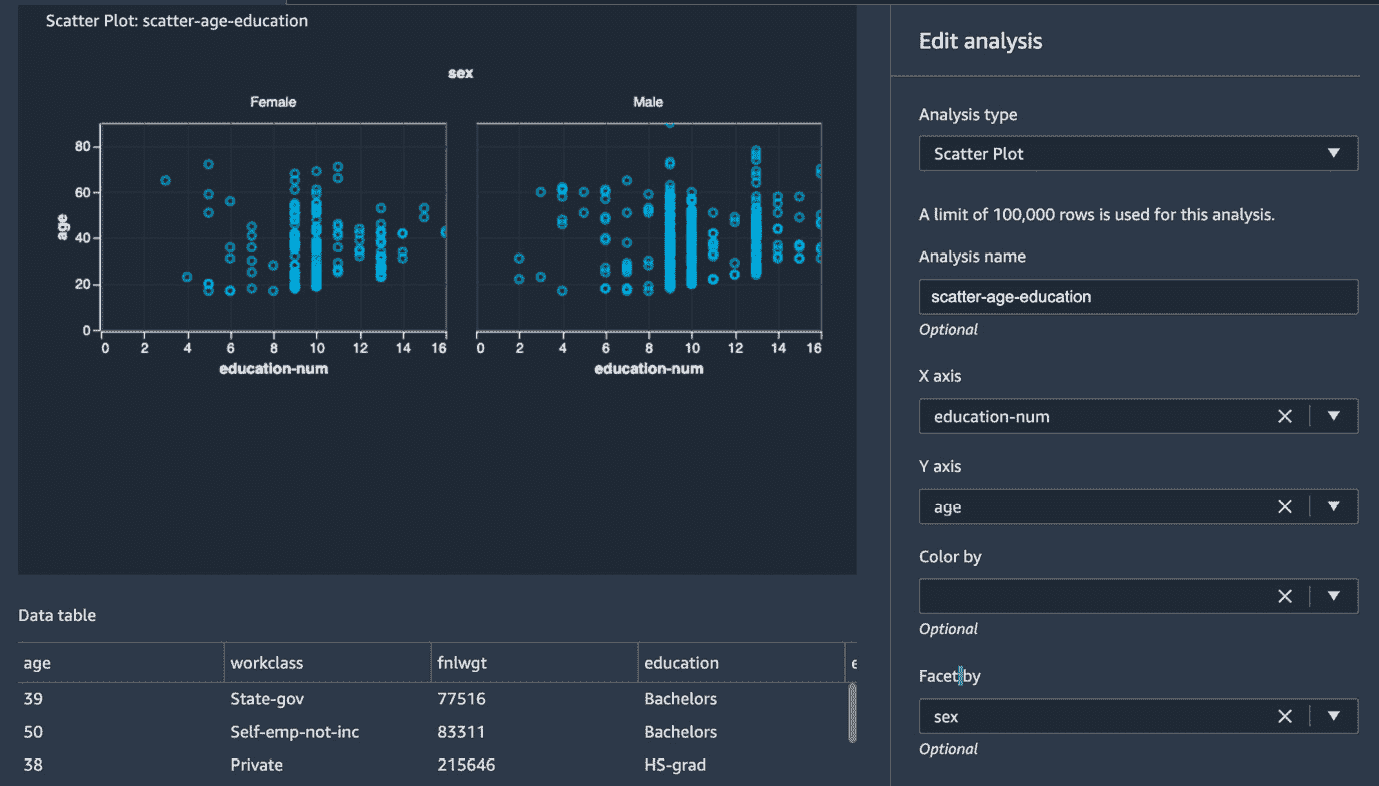 Scatter Plot: scatter-age-education
sex
Female Male
80
60
40
20
0
age
0 2 4 6 8 10 12 14 16 0 2 4 6 8 10 12 14 16
education-num education-num
Data table
age workclass fnlwgt education e
39 State-gov 77516 Bachelors
50 Self-emp-not-inc 83311 Bachelors
38 Private 215646 HS-grad
Edit analysis
Analysis type
Scatter Plot
A limit of 100,000 rows is used for this analysis.
Analysis name
scatter-age-education
Optional
X axis
education-num
Y axis
age
Color by
Optional
Facet by
sex
Optional